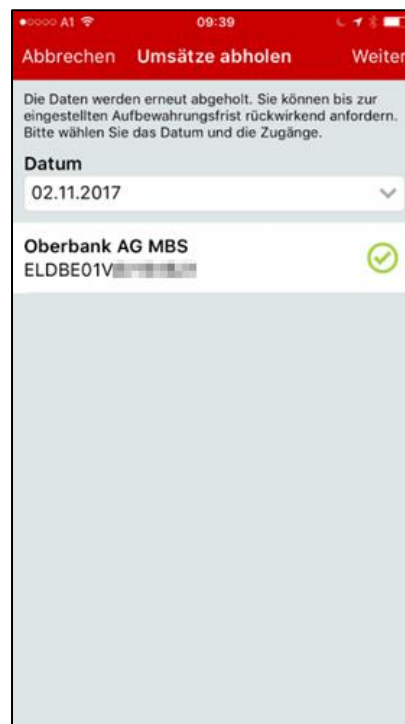 A1 09:39
Abbrechen Umsätze abholen Weiter
Die Daten werden erneut abgeholt. Sie können bis zur
eingestellten Aufbewahrungsfrist rückwirkend anfordern.
Bitte wählen Sie das Datum und die Zugänge.
Datum
02.11.2017
Oberbank AG MBS
ELDBE01V